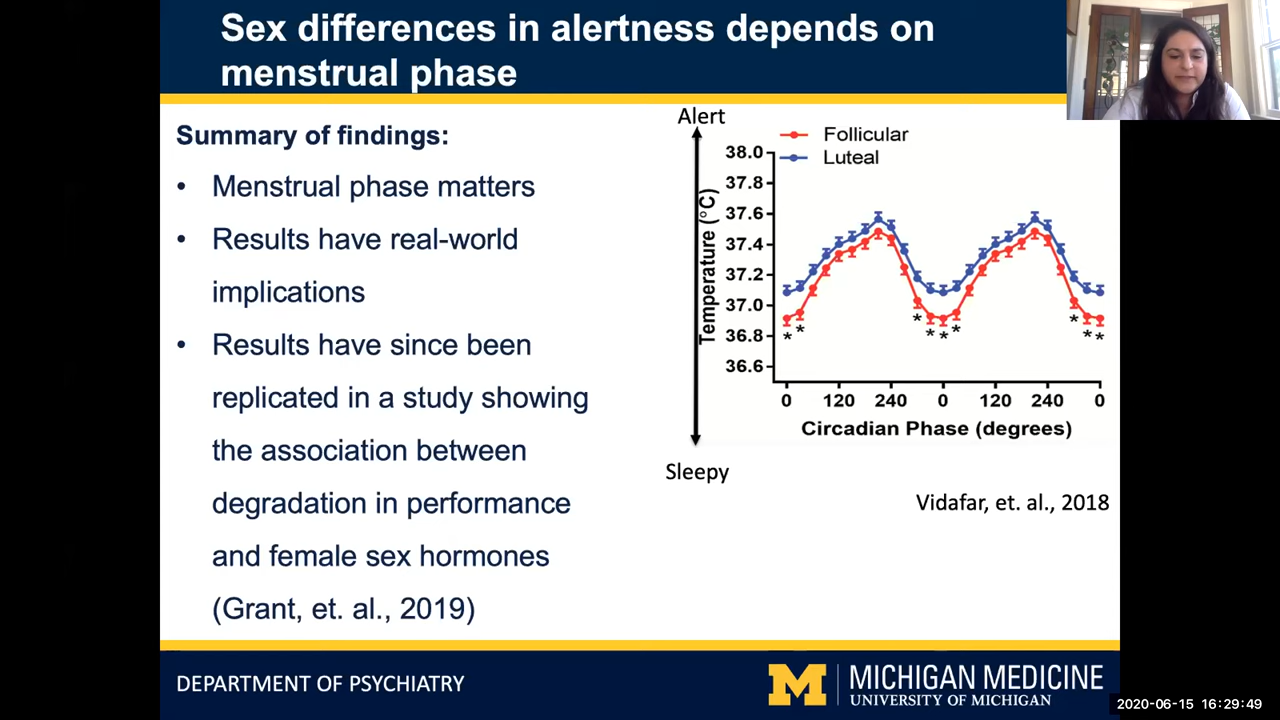 Sex differences in alertness depends on
menstrual phase
Summary of findings:
• Menstrual phase matters
• Results have real-world
implications
• Results have since been
replicated in a study showing
the association between
degradation in performance
and female sex hormones
(Grant, et. al., 2019)
Alert
Follicular
Luteal
38.0
37.8
37.6
37.4
37.2
37.0
36.8
36.6
Temperature (°C)
* * * * * * * * *
0 120 240 0 120 240 0
Circadian Phase (degrees)
Sleepy
Vidafar, et. al., 2018
DEPARTMENT OF PSYCHIATRY
M MICHIGAN MEDICINE
UNIVERSITY OF MICHIGAN
2020-06-15 16:29:49